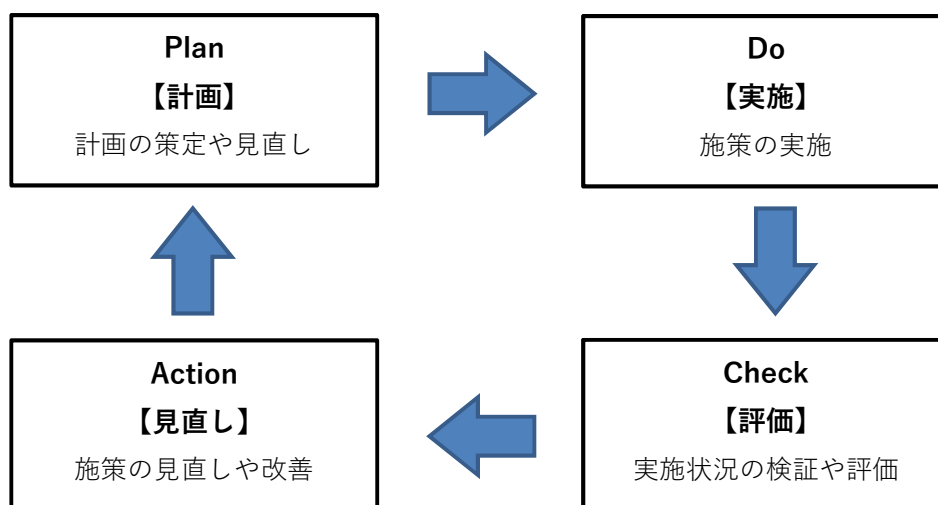 Plan
【計画】
計画の策定や見直し
Do
【実施】
施策の実施
Action
【見直し】
施策の見直しや改善
Check
【評価】
実施状況の検証や評価